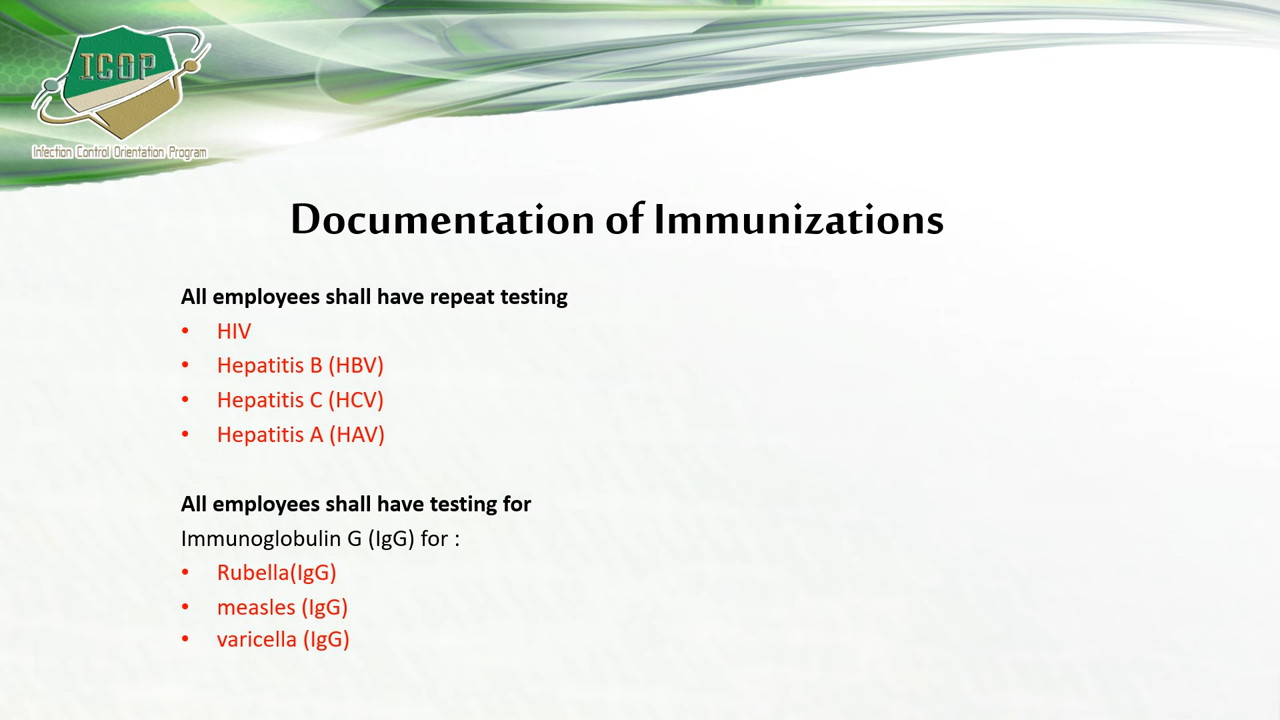 ICOP
Infection Control Orientation Program
Documentation of Immunizations
All employees shall have repeat testing
• HIV
• Hepatitis B (HBV)
• Hepatitis C (HCV)
• Hepatitis A (HAV)
All employees shall have testing for
Immunoglobulin G (IgG) for :
• Rubella(IgG)
• measles (IgG)
• varicella (IgG)